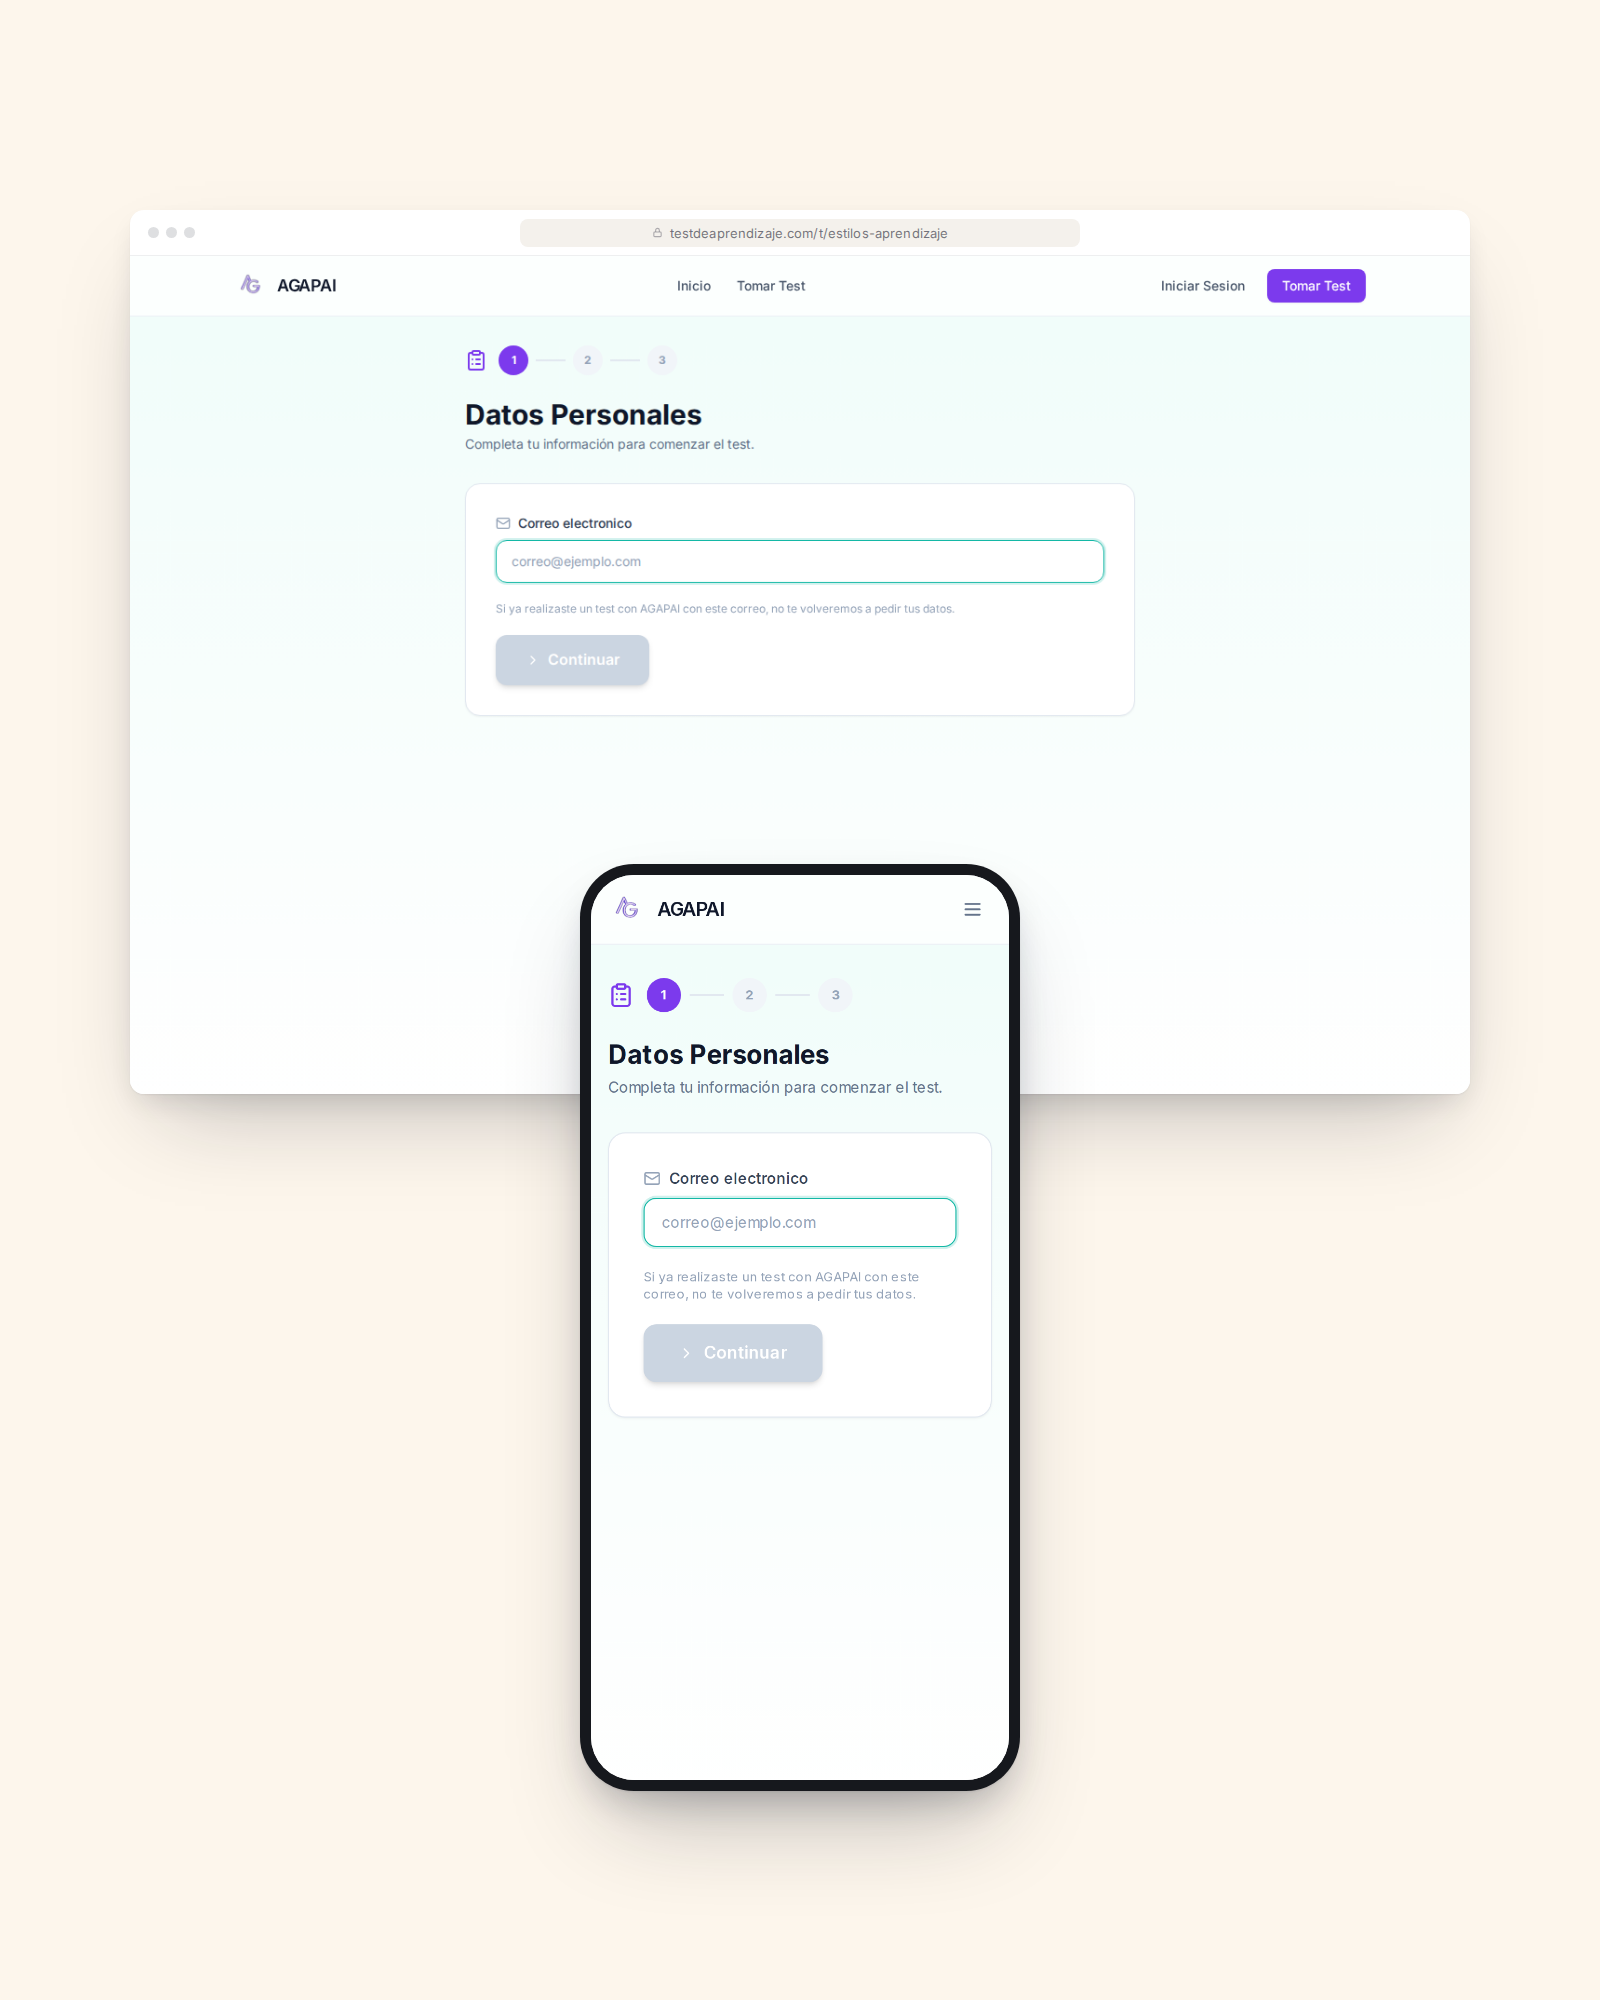 testdeaprendizaje.com/t/estilos-aprendizaje
AG AGAPAI
Inicio
Tomar Test
Iniciar Sesion
Tomar Test
1 2 3
Datos Personales
Completa tu información para comenzar el test.
Correo electronico
correo@ejemplo.com
Si ya realizaste un test con AGAPAI con este correo, no te volveremos a pedir tus datos.
Continuar
AG AGAPAI
1 2 3
Datos Personales
Completa tu información para comenzar el test.
Correo electronico
correo@ejemplo.com
Si ya realizaste un test con AGAPAI con este
correo, no te volveremos a pedir tus datos.
Continuar